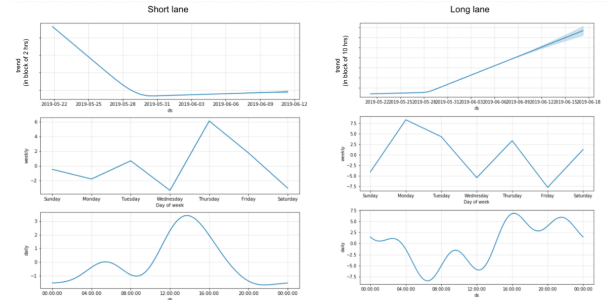 Short lane
Long lane
trend
(in block of 2 hrs)
2019-05-22 2019-05-25 2019-05-28 2019-05-31 2019-06-03 2019-06-06 2019-06-09 2019-06-12
ds
trend
(in block of 10 hrs)
2019-05-22 2019-05-25 2019-05-28 2019-05-31 2019-06-03 2019-06-06 2019-06-09 2019-06-12 2019-06-15 2019-06-18
ds
weekly
6
4
2
0
−2
Sunday Monday Tuesday Wednesday Thursday Friday Saturday
Day of week
weekly
7.5
5.0
2.5
0.0
−2.5
−5.0
−7.5
Sunday Monday Tuesday Wednesday Thursday Friday Saturday
Day of week
daily
3
2
1
0
−1
00:00:00 04:00:00 08:00:00 12:00:00 16:00:00 20:00:00 00:00:00
daily
7.5
5.0
2.5
0.0
−2.5
−5.0
−7.5
00:00:00 04:00:00 08:00:00 12:00:00 16:00:00 20:00:00 00:00:00
ds